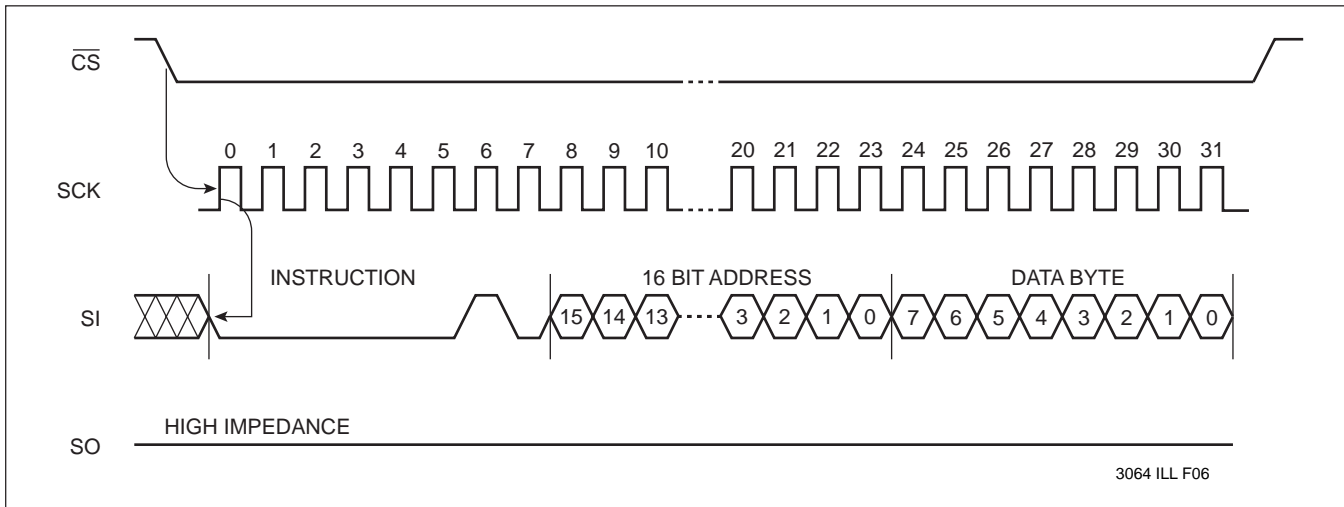 CS
0 1 2 3 4 5 6 7 8 9 10 20 21 22 23 24 25 26 27 28 29 30 31
SCK
INSTRUCTION 16 BIT ADDRESS DATA BYTE
SI 15 14 13 3 2 1 0 7 6 5 4 3 2 1 0
HIGH IMPEDANCE
SO
3064 ILL F06